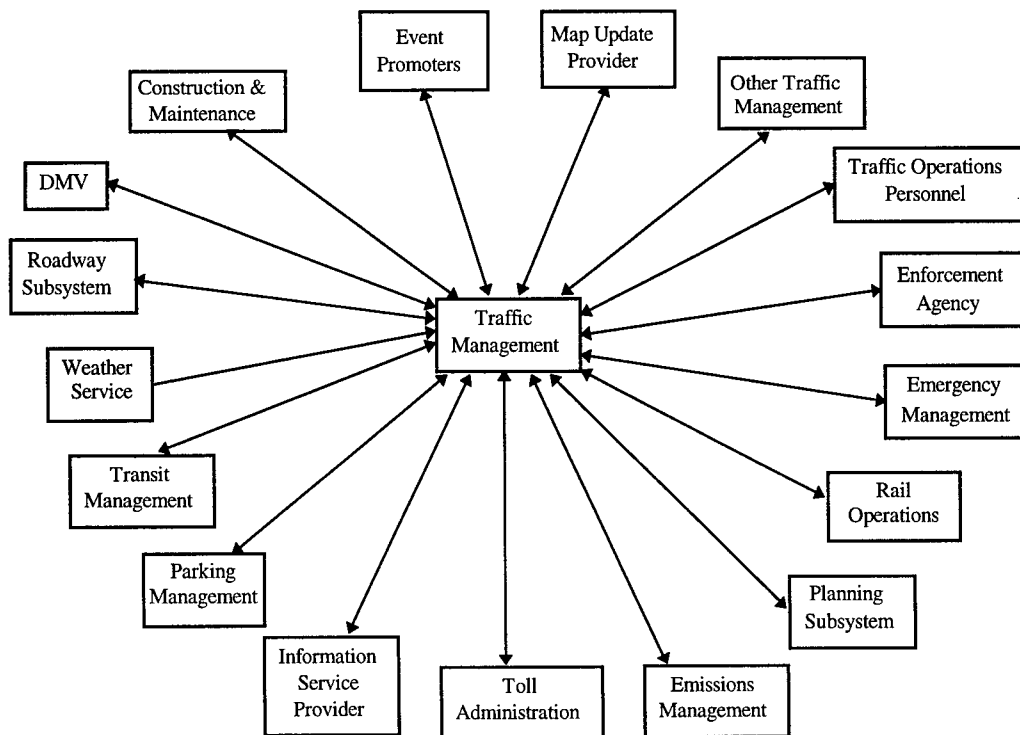 Event
Promoters
Map Update
Provider
Other Traffic
Management
Construction &
Maintenance
Traffic Operations
Personnel
DMV
Roadway
Subsystem
Enforcement
Agency
Traffic
Management
Weather
Service
Emergency
Management
Transit
Management
Rail
Operations
Parking
Management
Planning
Subsystem
Information
Service
Provider
Toll
Administration
Emissions
Management